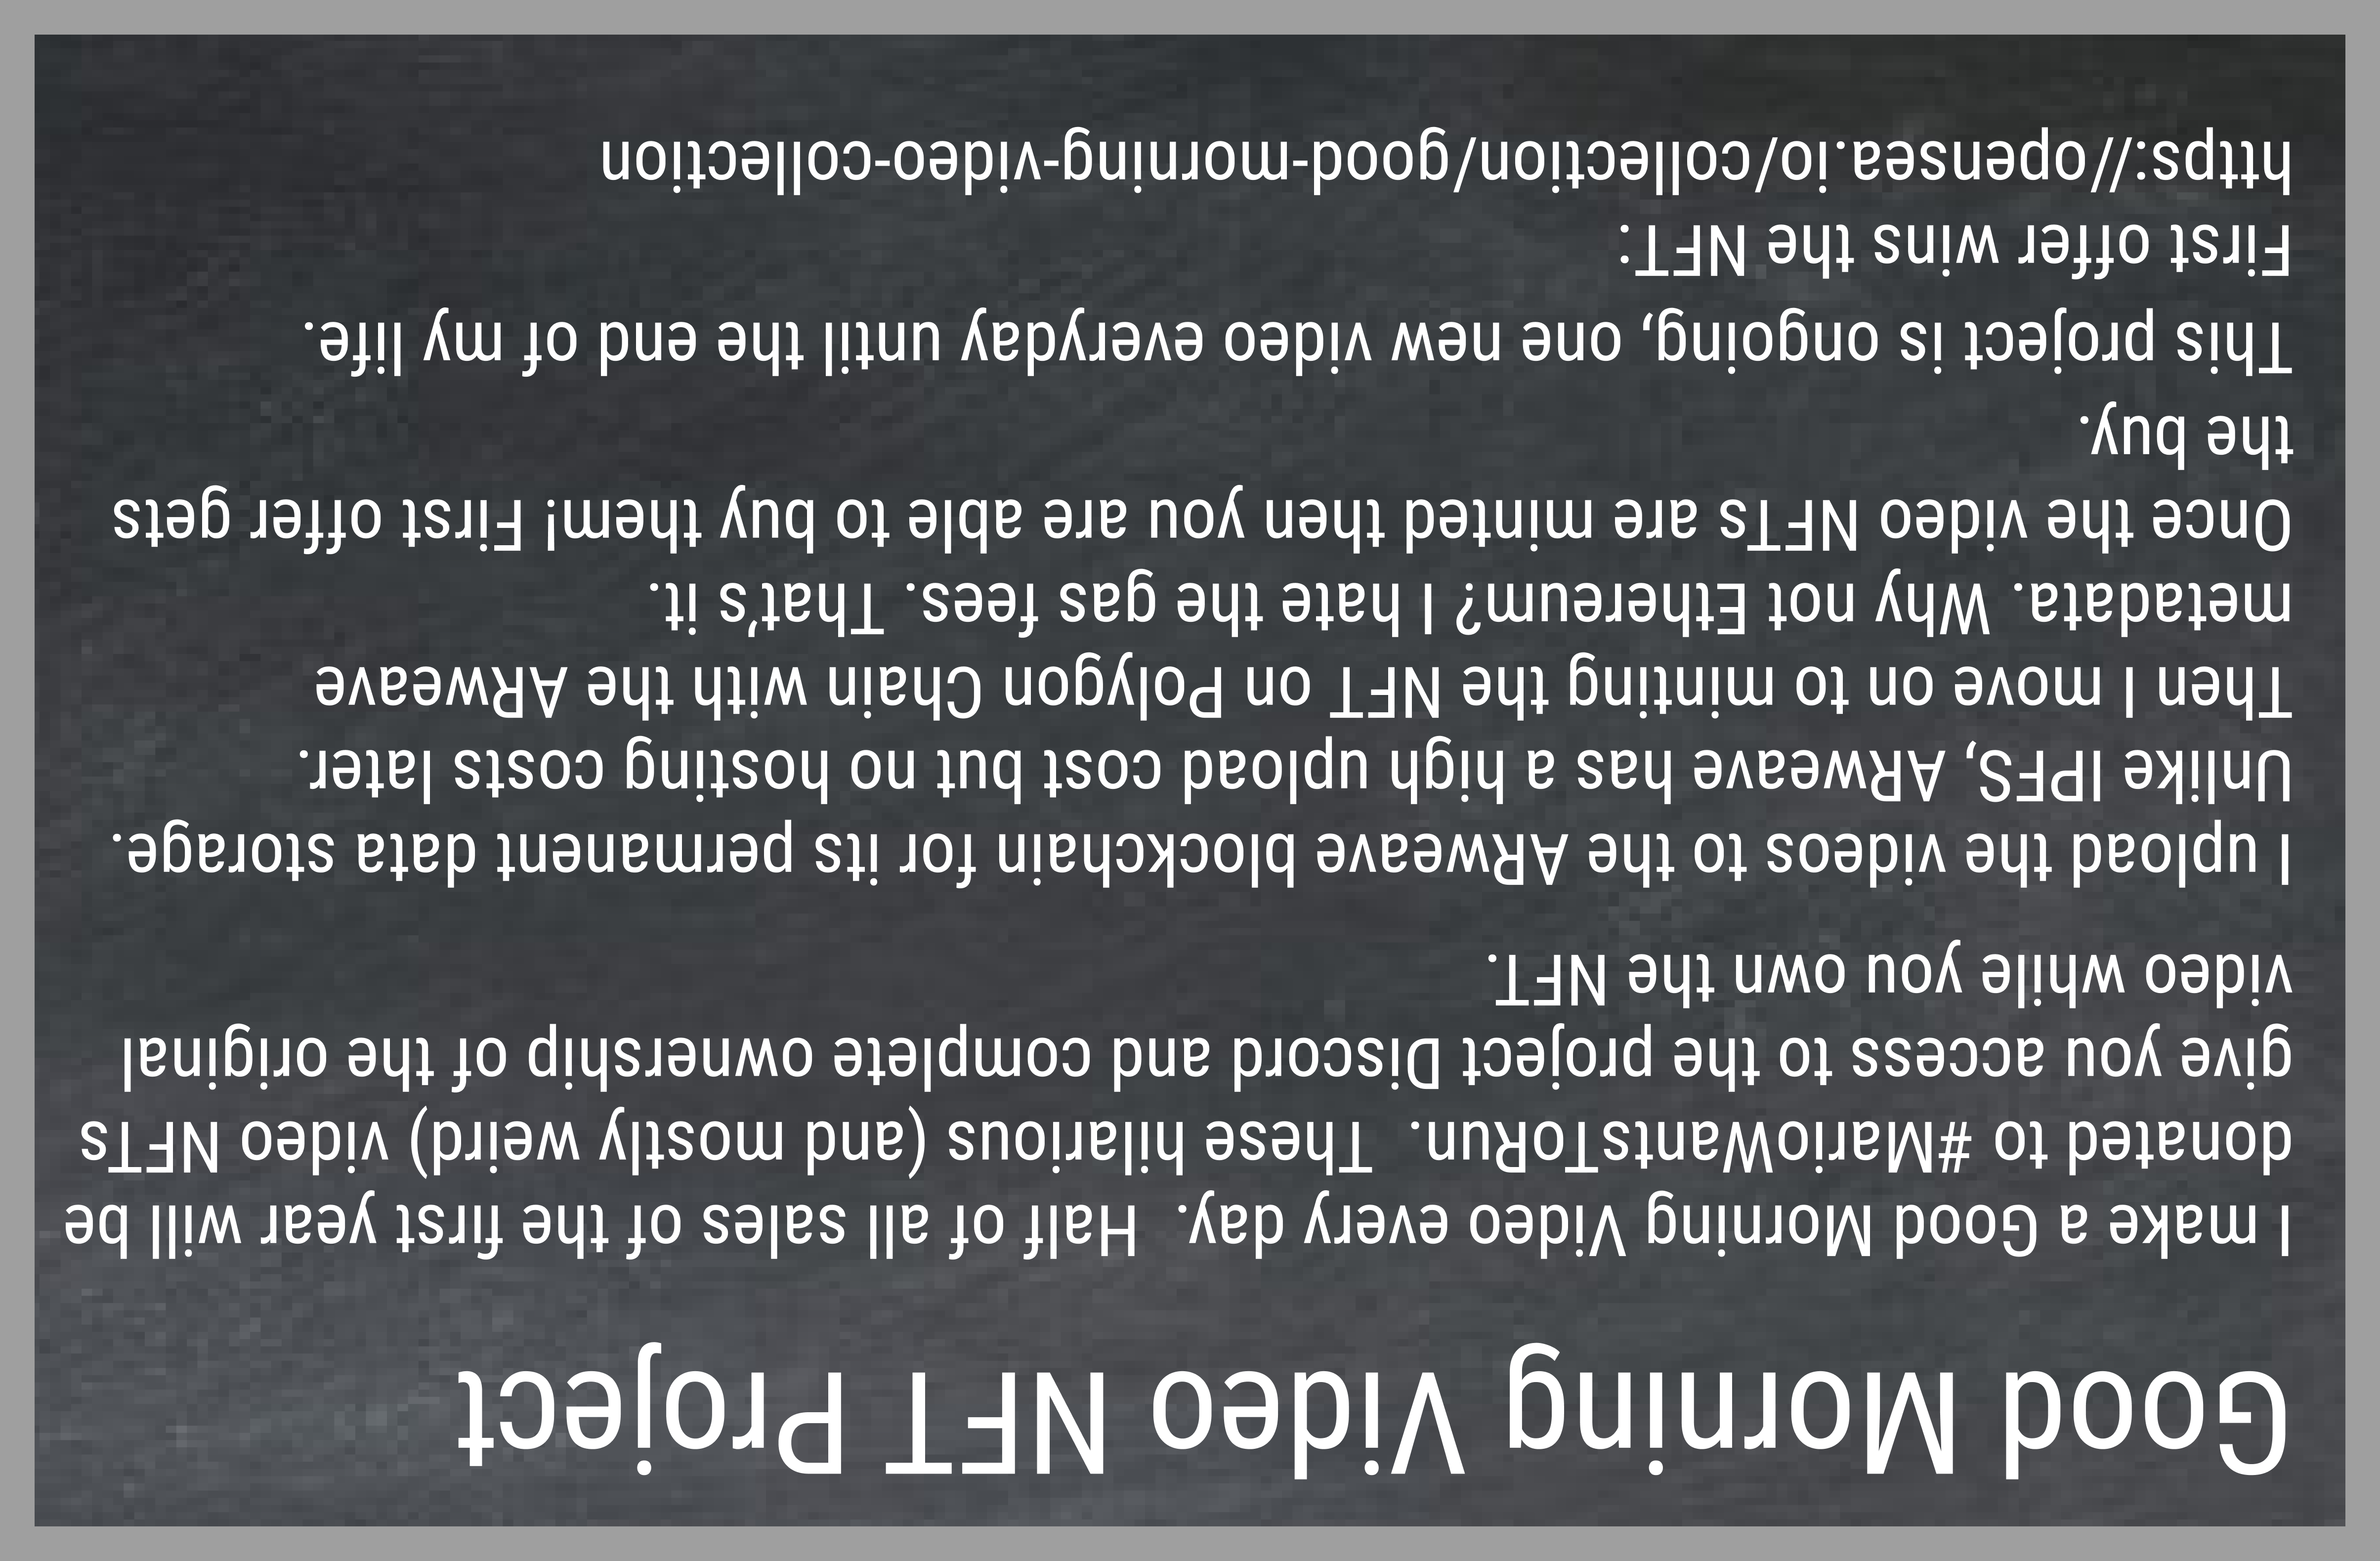 Good Morning Video NFT Project
I make a Good Morning Video every day.  Half of all sales of the first year will be
donated to #MarioWantsToRun.  These hilarious (and mostly weird) video NFTs
give you access to the project Discord and complete ownership of the original
video while you own the NFT.
I upload the videos to the ARweave blockchain for its permanent data storage.
Unlike IPFS, ARweave has a high upload cost but no hosting costs later.
Then I move on to minting the NFT on Polygon Chain with the ARweave
metadata. Why not Ethereum? I hate the gas fees. That's it.
Once the video NFTs are minted then you are able to buy them! First offer gets
the buy.
This project is ongoing, one new video everyday until the end of my life.
First offer wins the NFT:
https://opensea.io/collection/good-morning-video-collection